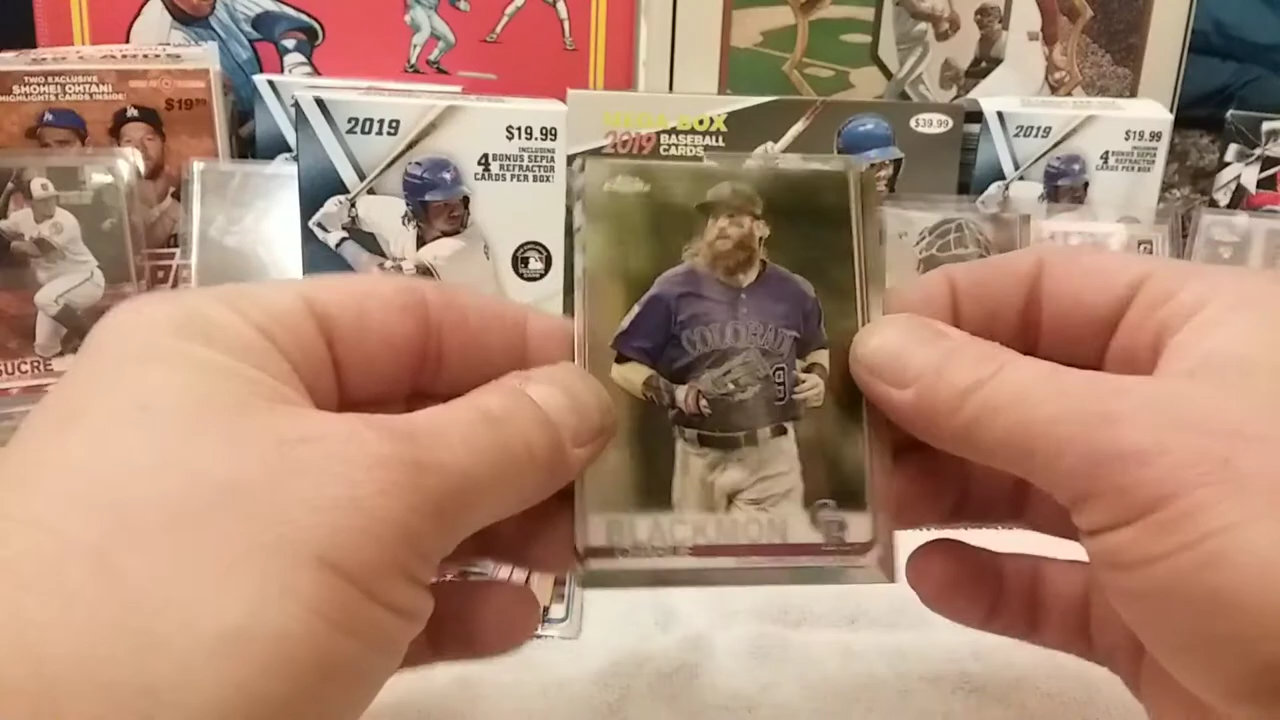 TWO EXCLUSIVE
SHOHEI OHTANI
HIGHLIGHTS CARDS INSIDE!
$19.99
SUCRE
2019
$19.99
INCLUDING
4 BONUS SEPIA
REFRACTOR
CARDS PER BOX!
MEGA BOX
2019 BASEBALL
CARDS
$39.99
COLORAD
9
BLACKMON
2019
$19.99
INCLUDING
4 BONUS SEPIA
REFRACTOR
CARDS PER BOX!